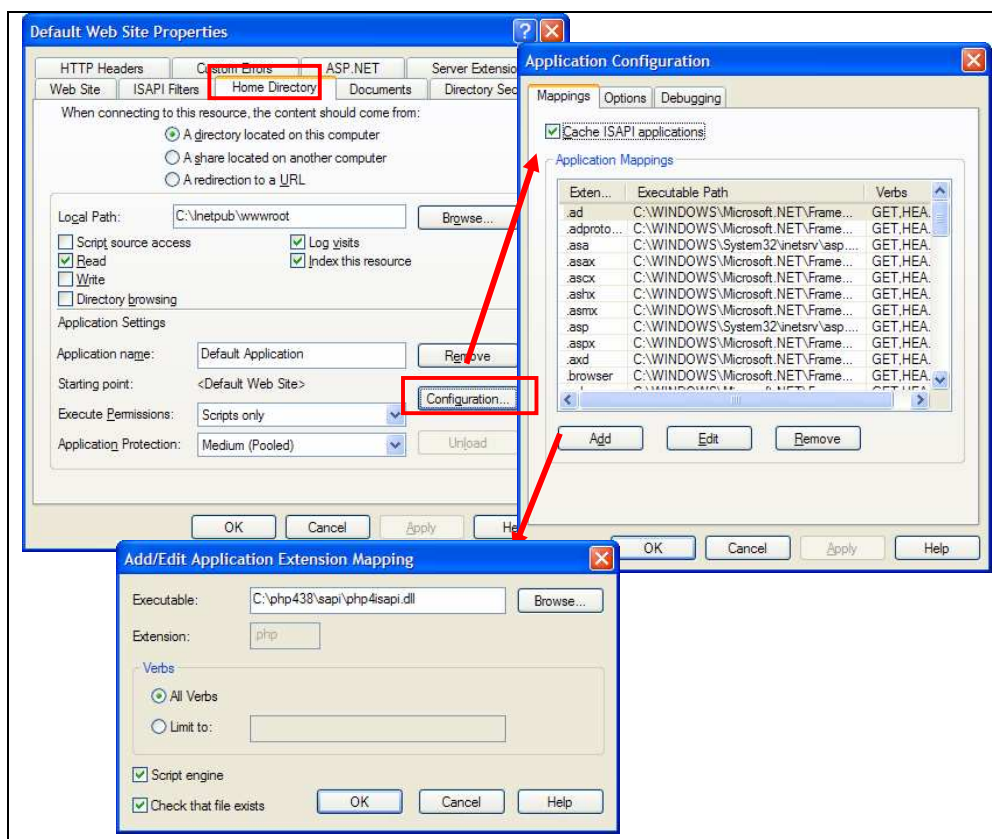 Default Web Site Properties
HTTP Headers Custom Errors ASP.NET Server Extensio
Web Site ISAPI Filters Home Directory Documents Directory Sec
When connecting to this resource, the content should come from:
A directory located on this computer
A share located on another computer
A redirection to a URL
Local Path: C:\Inetpub\wwwroot Browse...
Script source access Log visits
Read Index this resource
Write
Directory browsing
Application Settings
Application name: Default Application Remove
Starting point: <Default Web Site>
Configuration...
Execute Permissions: Scripts only
Application Protection: Medium (Pooled) Unload
OK Cancel Apply He
Application Configuration
Mappings Options Debugging
Cache ISAPI applications
Application Mappings
Exten... Executable Path Verbs
.ad C:\WINDOWS\Microsoft.NET\Frame... GET,HEA.
.adproto... C:\WINDOWS\Microsoft.NET\Frame... GET,HEA.
.asa C:\WINDOWS\System32\inetsrv\asp.... GET,HEA.
.asax C:\WINDOWS\Microsoft.NET\Frame... GET,HEA.
.ascx C:\WINDOWS\Microsoft.NET\Frame... GET,HEA.
.ashx C:\WINDOWS\Microsoft.NET\Frame... GET,HEA.
.asmx C:\WINDOWS\Microsoft.NET\Frame... GET,HEA.
.asp C:\WINDOWS\System32\inetsrv\asp.... GET,HEA.
.aspx C:\WINDOWS\Microsoft.NET\Frame... GET,HEA.
.axd C:\WINDOWS\Microsoft.NET\Frame... GET,HEA.
.browser C:\WINDOWS\Microsoft.NET\Frame... GET,HEA.
Add Edit Remove
OK Cancel Apply Help
Add/Edit Application Extension Mapping
Executable: C:\php438\sapi\php4isapi.dll Browse...
Extension: .php
Verbs
All Verbs
Limit to:
Script engine
Check that file exists OK Cancel Help